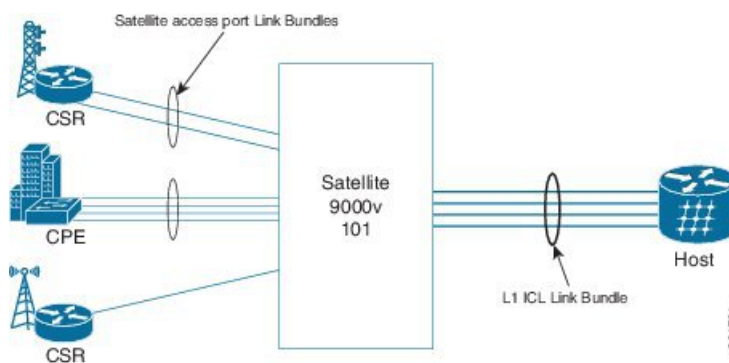 Satellite access port Link Bundles
CSR
CPE
CSR
Satellite
9000v
101
L1 ICL Link Bundle
Host